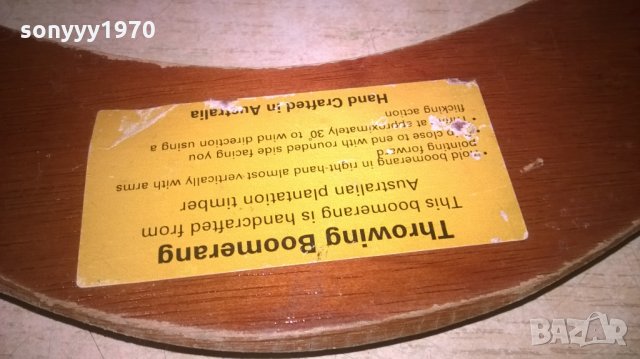 sonyyy1970
Throwing Boomerang
This boomerang is handcrafted from
Australian plantation timber
old boomerang in right-hand almost vertically with arms
pointing forward
p close to end with rounded side facing you
• at approximately 30° to wind direction using a
flicking action
Hand Crafted in Australia
BAZAR